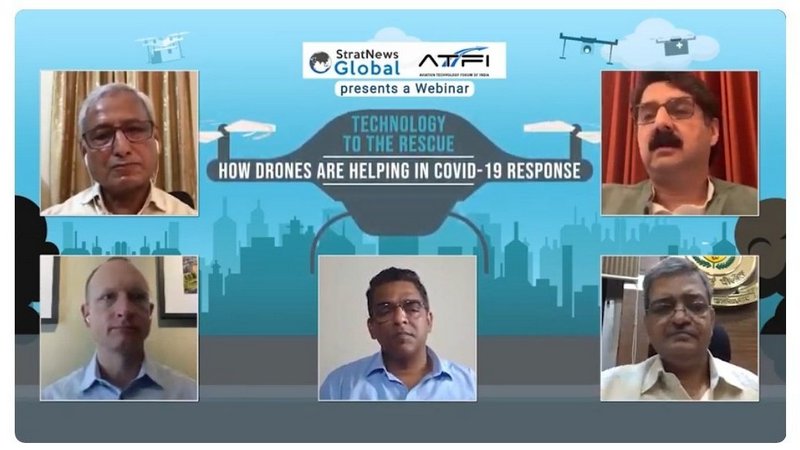 StratNews
Global
ATFI
AVIATION TECHNOLOGY FORUM OF INDIA
presents a Webinar
TECHNOLOGY
TO THE RESCUE
HOW DRONES ARE HELPING IN COVID-19 RESPONSE